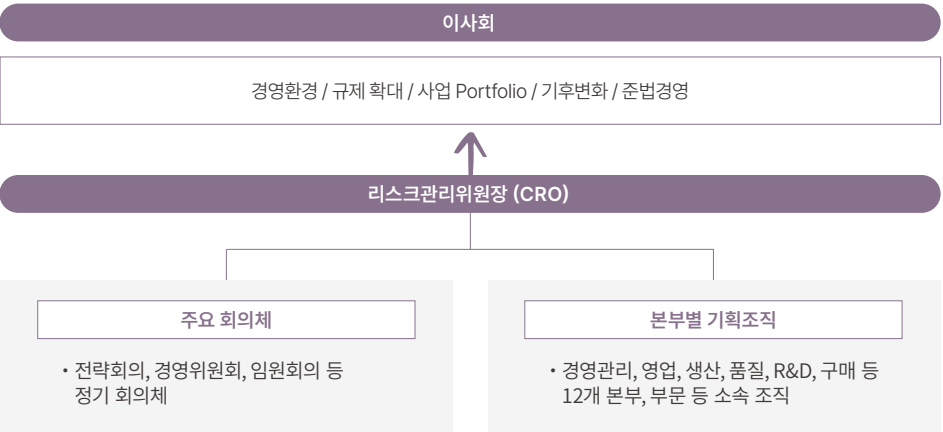 이사회
경영환경 / 규제 확대 / 사업 Portfolio / 기후변화 / 준법경영
리스크관리위원장 (CRO)
주요 회의체
・전략회의, 경영위원회, 임원회의 등
정기 회의체
본부별 기획조직
・경영관리, 영업, 생산, 품질, R&D, 구매 등
12개 본부, 부문 등 소속 조직